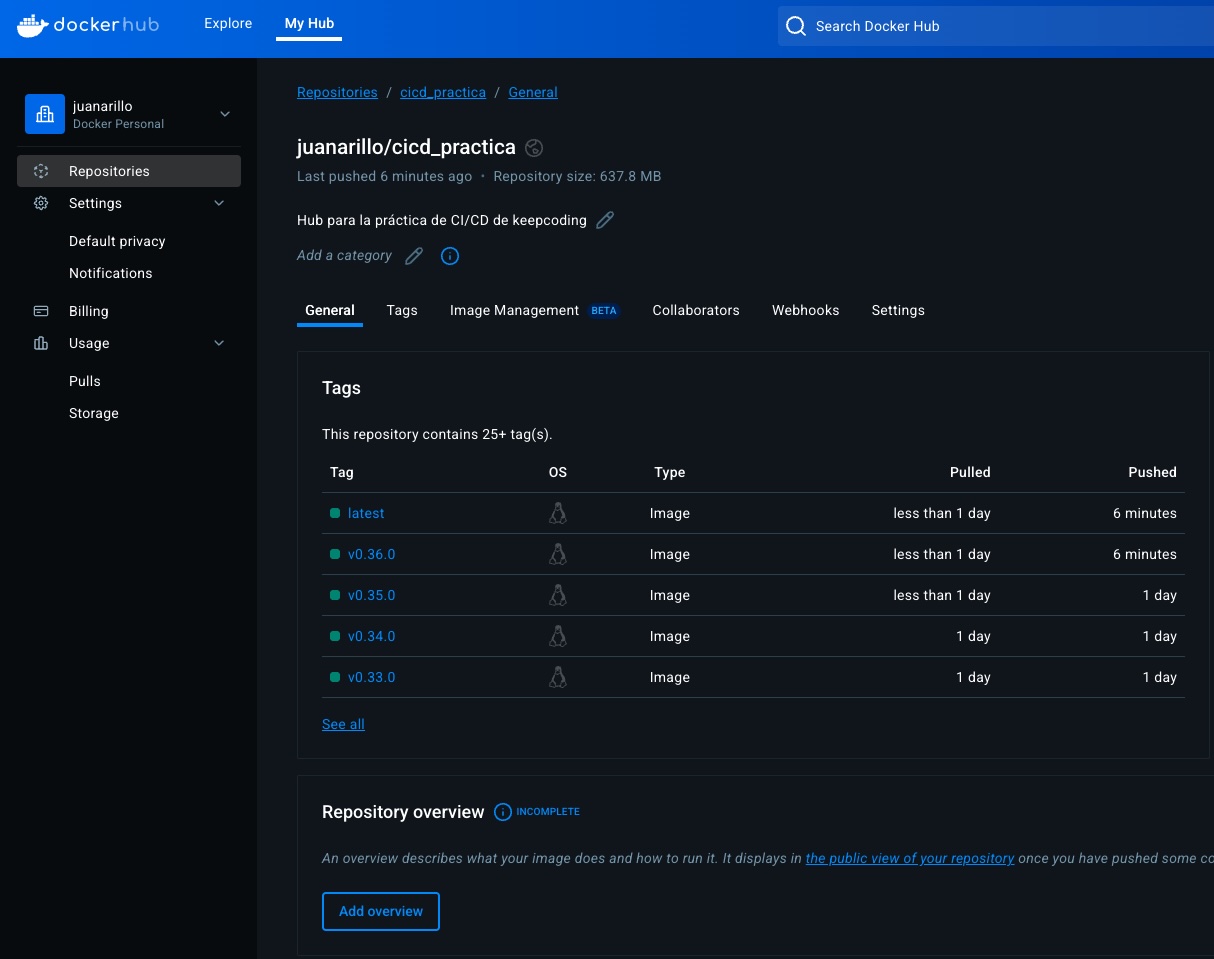 dockerhub
Explore
My Hub
Search Docker Hub
juanarillo
Docker Personal
Repositories
Settings
Default privacy
Notifications
Billing
Usage
Pulls
Storage
Repositories / cicd_practica / General
juanarillo/cicd_practica
Last pushed 6 minutes ago • Repository size: 637.8 MB
Hub para la práctica de CI/CD de keepcoding
Add a category
General Tags Image Management BETA Collaborators Webhooks Settings
Tags
This repository contains 25+ tag(s).
Tag OS Type Pulled Pushed
latest Image less than 1 day 6 minutes
v0.36.0 Image less than 1 day 6 minutes
v0.35.0 Image less than 1 day 1 day
v0.34.0 Image 1 day 1 day
v0.33.0 Image 1 day 1 day
See all
Repository overview INCOMPLETE
An overview describes what your image does and how to run it. It displays in the public view of your repository once you have pushed some
Add overview